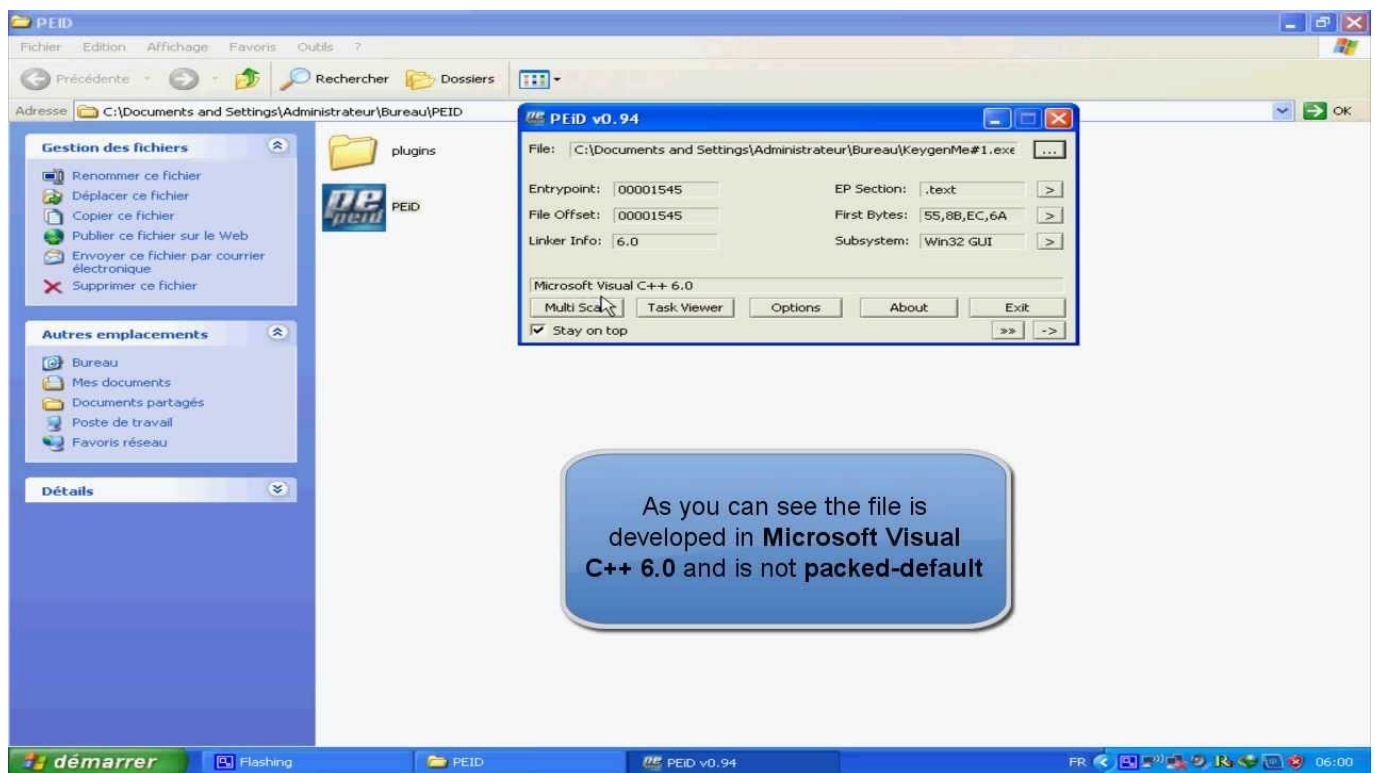 PEID
Fichier Edition Affichage Favoris Outils ?
Précédente Rechercher Dossiers
Adresse C:\Documents and Settings\Administrateur\Bureau\PEID OK
Gestion des fichiers
Renommer ce fichier
Déplacer ce fichier
Copier ce fichier
Publier ce fichier sur le Web
Envoyer ce fichier par courrier
électronique
Supprimer ce fichier
Autres emplacements
Bureau
Mes documents
Documents partagés
Poste de travail
Favoris réseau
Détails
plugins
PEiD
PEiD v0.94
File: C:\Documents and Settings\Administrateur\Bureau\KeygenMe#1.exe ...
Entrypoint: 00001545 EP Section: .text >
File Offset: 00001545 First Bytes: 55,8B,EC,6A >
Linker Info: 6.0 Subsystem: Win32 GUI >
Microsoft Visual C++ 6.0
Multi Scan Task Viewer Options About Exit
Stay on top >> ->
As you can see the file is
developed in Microsoft Visual
C++ 6.0 and is not packed-default
démarrer Flashing PEID PEiD v0.94 FR 06:00